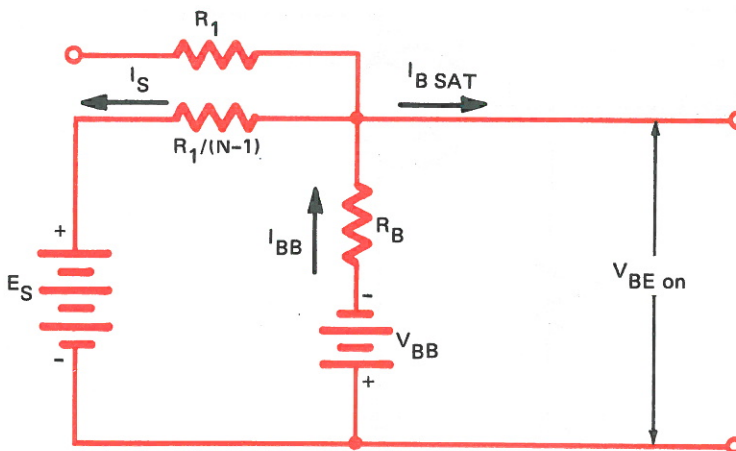 R1
IS
IB SAT
R1/(N-1)
RB
IBB
+
ES
-
-
VBB
+
VBE on